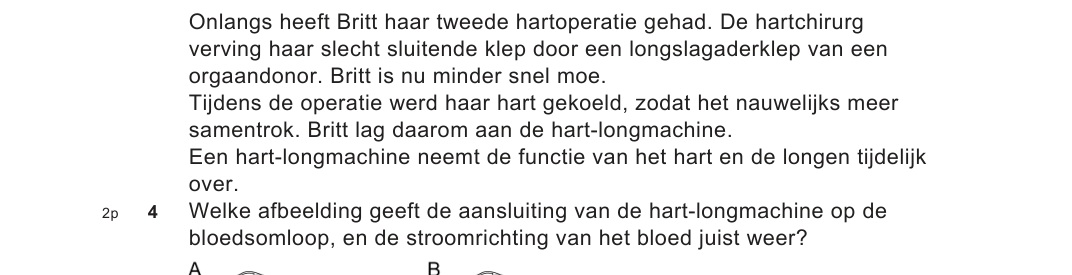 Onlangs heeft Britt haar tweede hartoperatie gehad. De hartchirurg
verving haar slecht sluitende klep door een longslagaderklep van een
orgaandonor. Britt is nu minder snel moe.
Tijdens de operatie werd haar hart gekoeld, zodat het nauwelijks meer
samentrok. Britt lag daarom aan de hart-longmachine.
Een hart-longmachine neemt de functie van het hart en de longen tijdelijk
over.
2p 4 Welke afbeelding geeft de aansluiting van de hart-longmachine op de
bloedsomloop, en de stroomrichting van het bloed juist weer?
A B